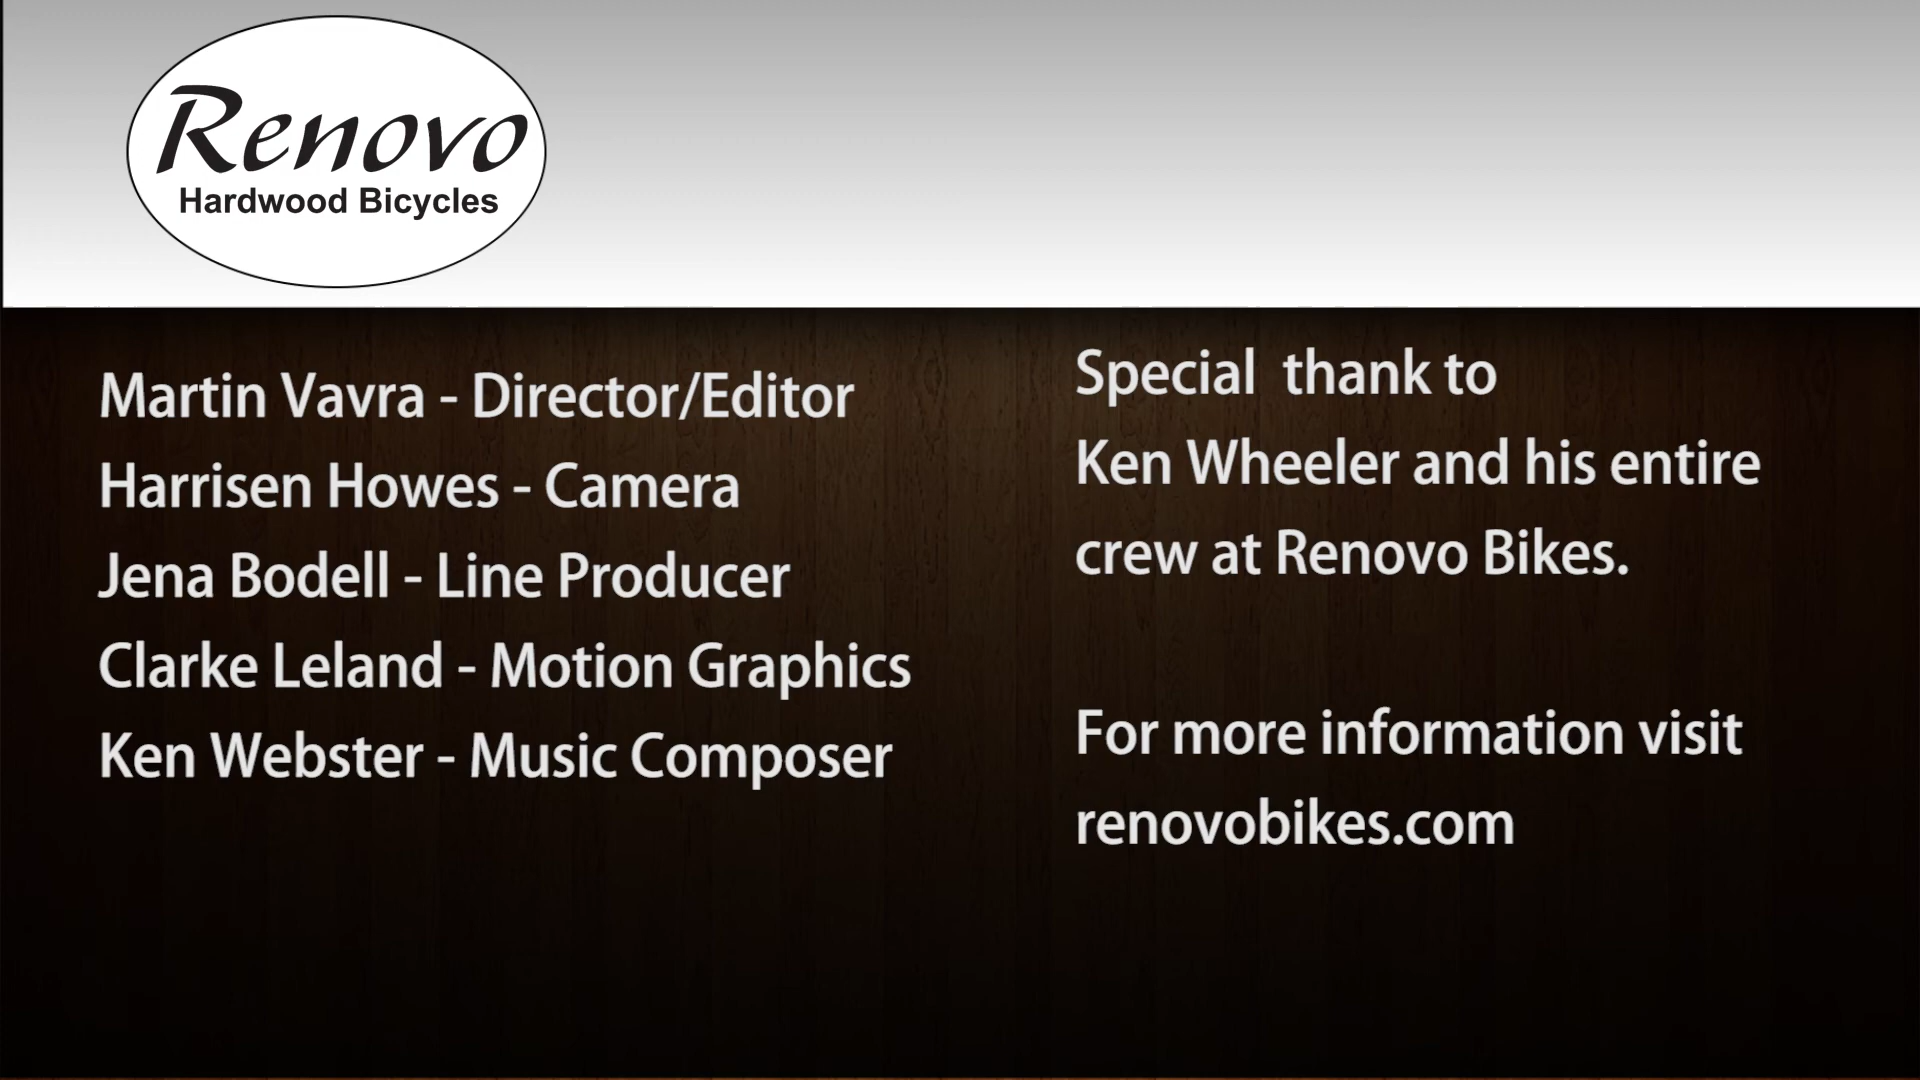 Renovo
Hardwood Bicycles
Martin Vavra - Director/Editor
Harrisen Howes - Camera
Jena Bodell - Line Producer
Clarke Leland - Motion Graphics
Ken Webster - Music Composer
Special  thank to
Ken Wheeler and his entire
crew at Renovo Bikes.
For more information visit
renovobikes.com